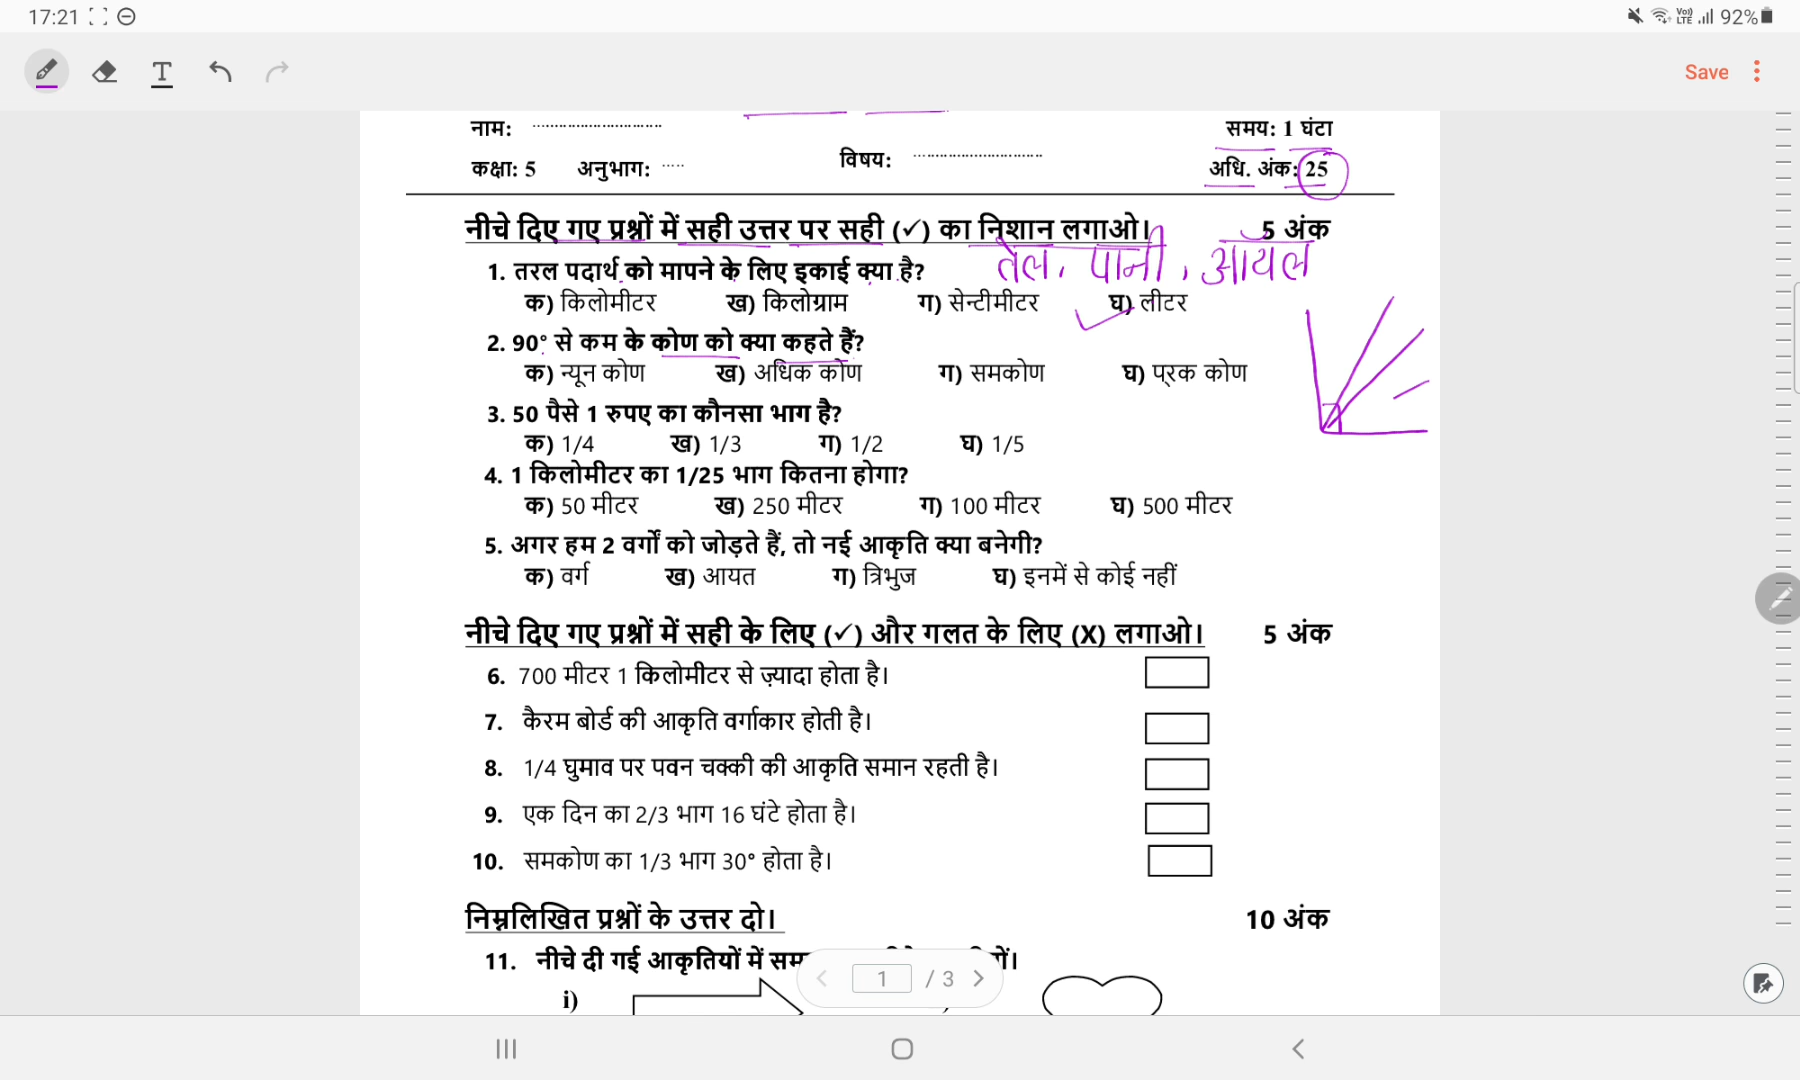 17:21 92%
Save
नाम: ............................ समय: 1 घंटा
कक्षा: 5 अनुभाग: ..... विषय: ............................ अधि. अंक: 25
नीचे दिए गए प्रश्नों में सही उत्तर पर सही (✓) का निशान लगाओ। 5 अंक
1. तरल पदार्थ को मापने के लिए इकाई क्या है? तेल, पानी, ऑयल
क) किलोमीटर ख) किलोग्राम ग) सेन्टीमीटर घ) लीटर
2. 90° से कम के कोण को क्या कहते हैं?
क) न्यून कोण ख) अधिक कोण ग) समकोण घ) प्रक कोण
3. 50 पैसे 1 रुपए का कौनसा भाग है?
क) 1/4 ख) 1/3 ग) 1/2 घ) 1/5
4. 1 किलोमीटर का 1/25 भाग कितना होगा?
क) 50 मीटर ख) 250 मीटर ग) 100 मीटर घ) 500 मीटर
5. अगर हम 2 वर्गों को जोड़ते हैं, तो नई आकृति क्या बनेगी?
क) वर्ग ख) आयत ग) त्रिभुज घ) इनमें से कोई नहीं
नीचे दिए गए प्रश्नों में सही के लिए (✓) और गलत के लिए (X) लगाओ। 5 अंक
6. 700 मीटर 1 किलोमीटर से ज़्यादा होता है।
7. कैरम बोर्ड की आकृति वर्गाकार होती है।
8. 1/4 घुमाव पर पवन चक्की की आकृति समान रहती है।
9. एक दिन का 2/3 भाग 16 घंटे होता है।
10. समकोण का 1/3 भाग 30° होता है।
निम्नलिखित प्रश्नों के उत्तर दो। 10 अंक
11. नीचे दी गई आकृतियों में
1 / 3
i)